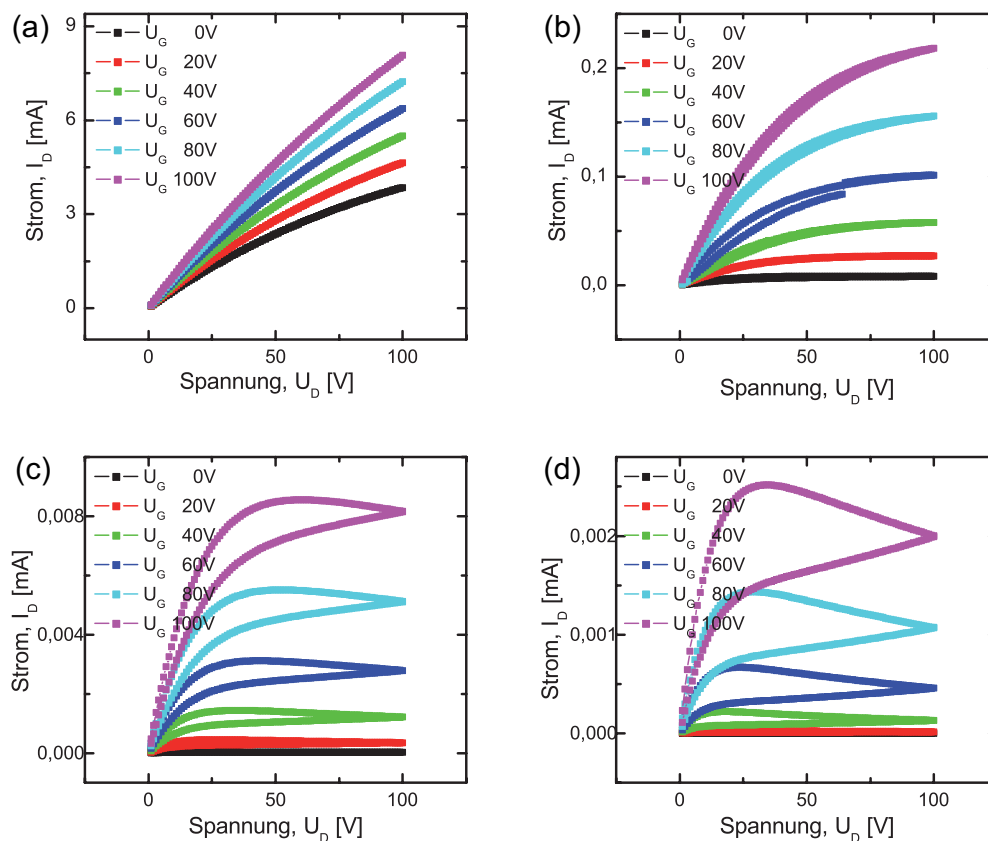 (a)
U_G 0V
U_G 20V
U_G 40V
U_G 60V
U_G 80V
U_G 100V
9
6
3
0
Strom, I_D [mA]
0 50 100
Spannung, U_D [V]
(b)
U_G 0V
U_G 20V
U_G 40V
U_G 60V
U_G 80V
U_G 100V
0,2
0,1
0,0
Strom, I_D [mA]
0 50 100
Spannung, U_D [V]
(c)
U_G 0V
U_G 20V
U_G 40V
U_G 60V
U_G 80V
U_G 100V
0,008
0,004
0,000
Strom, I_D [mA]
0 50 100
Spannung, U_D [V]
(d)
U_G 0V
U_G 20V
U_G 40V
U_G 60V
U_G 80V
U_G 100V
0,002
0,001
0,000
Strom, I_D [mA]
0 50 100
Spannung, U_D [V]